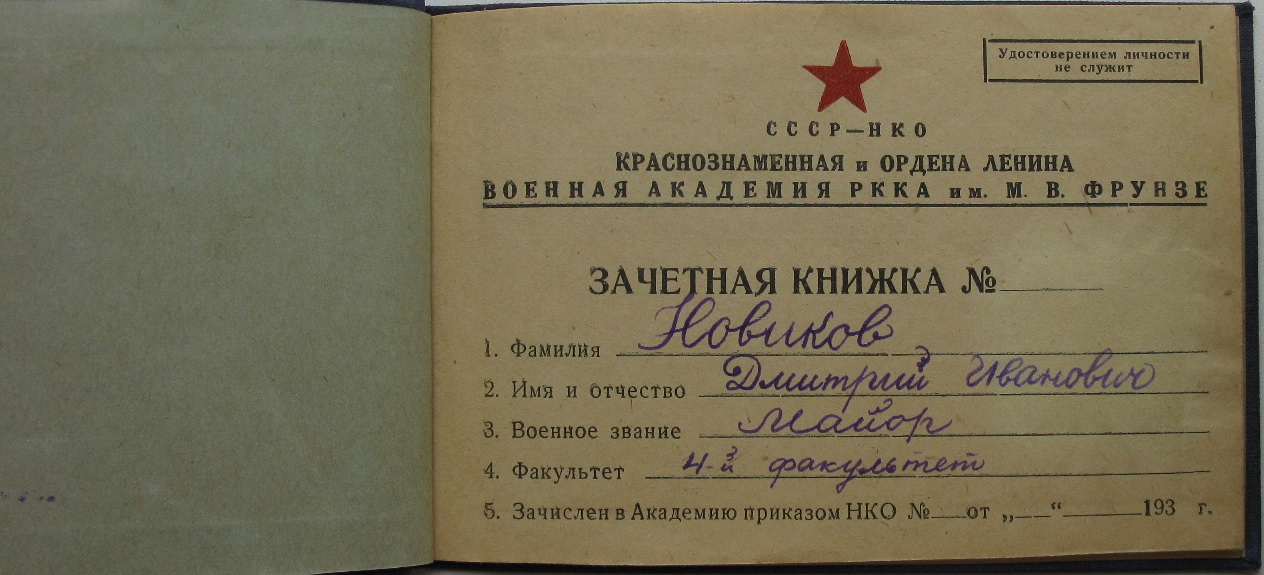 Удостоверением личности
не служит
СССР—НКО
КРАСНОЗНАМЕННАЯ и ОРДЕНА ЛЕНИНА
ВОЕННАЯ АКАДЕМИЯ РККА им. М. В. ФРУНЗЕ
ЗАЧЕТНАЯ КНИЖКА №
1. Фамилия Новиков
2. Имя и отчество Дмитрий Иванович
3. Военное звание Майор
4. Факультет 4-й факультет
5. Зачислен в Академию приказом НКО № от „ “ 193 г.